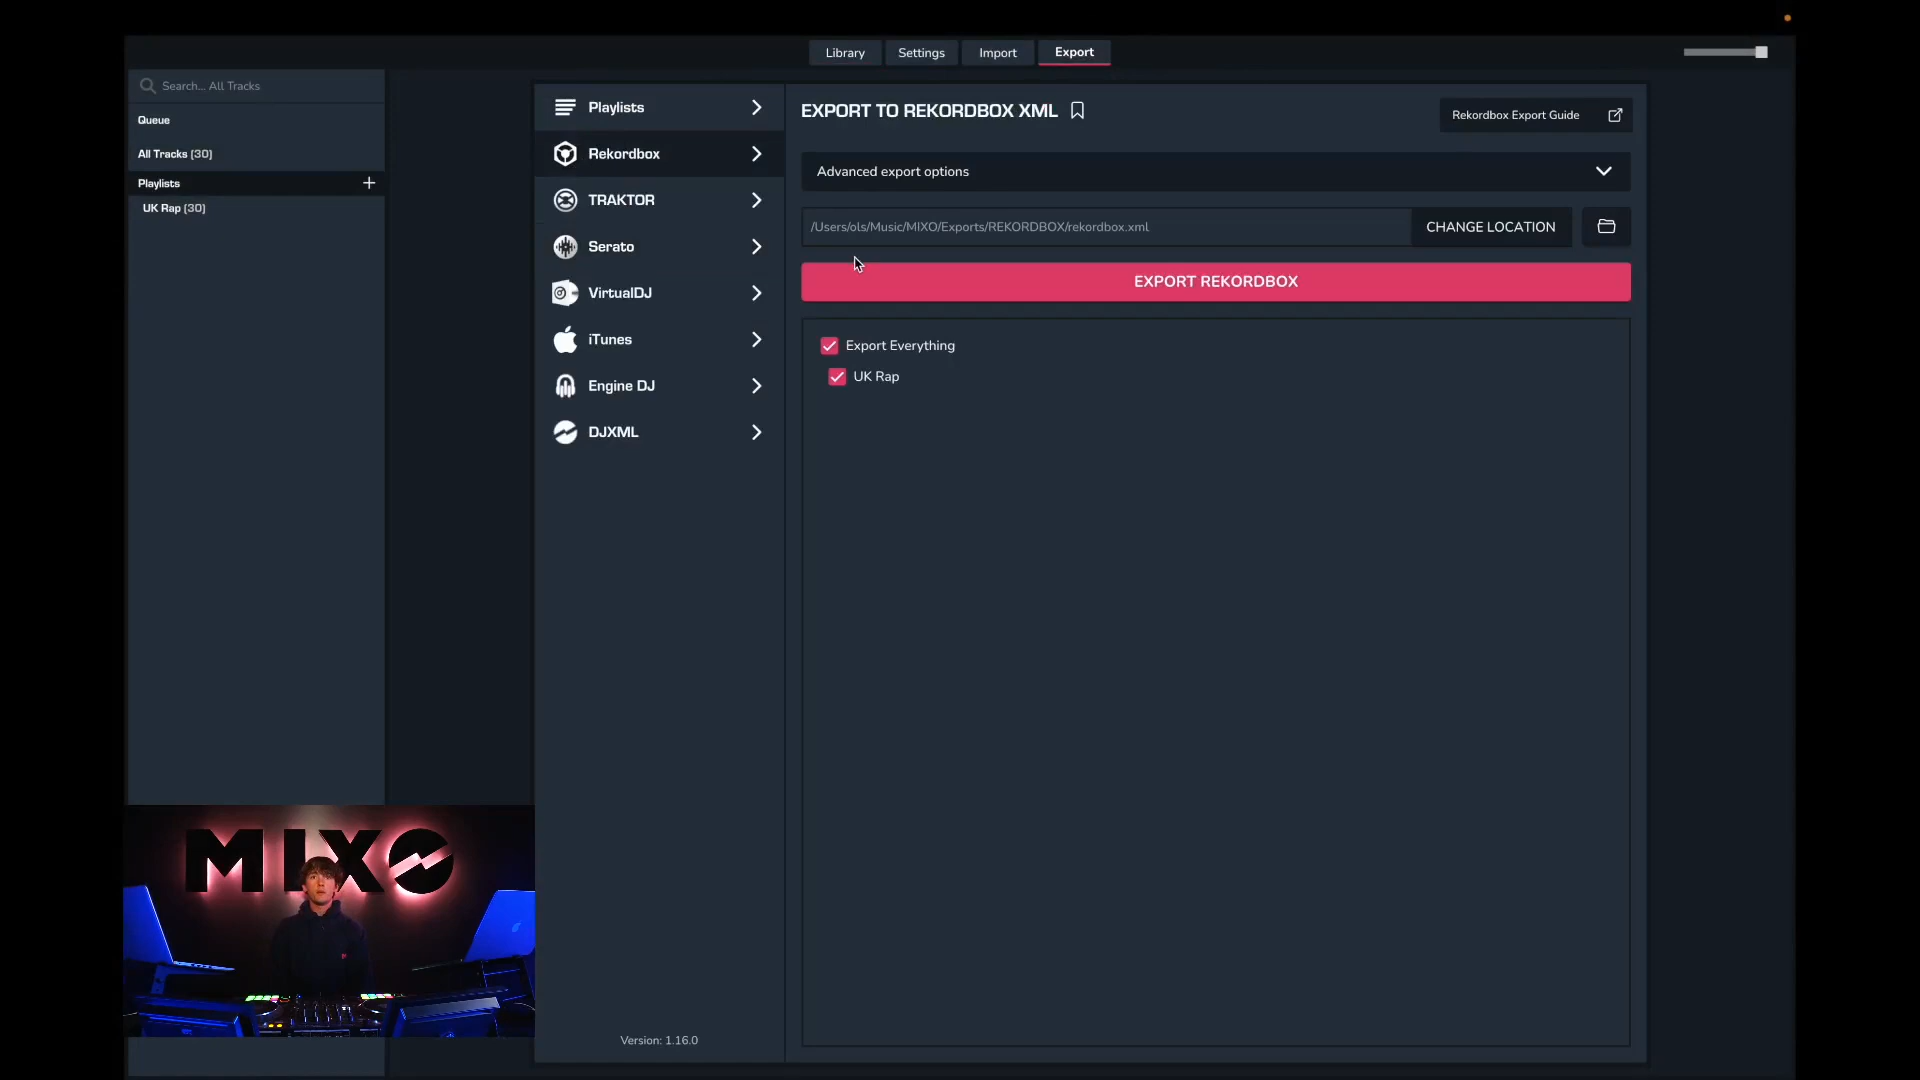 Library
Settings
Import
Export
Search... All Tracks
Queue
All Tracks (30)
Playlists
UK Rap (30)
Playlists
Rekordbox
TRAKTOR
Serato
VirtualDJ
iTunes
Engine DJ
DJXML
Version: 1.16.0
EXPORT TO REKORDBOX XML
Rekordbox Export Guide
Advanced export options
/Users/ols/Music/MIXO/Exports/REKORDBOX/rekordbox.xml
CHANGE LOCATION
EXPORT REKORDBOX
Export Everything
UK Rap
MIXO